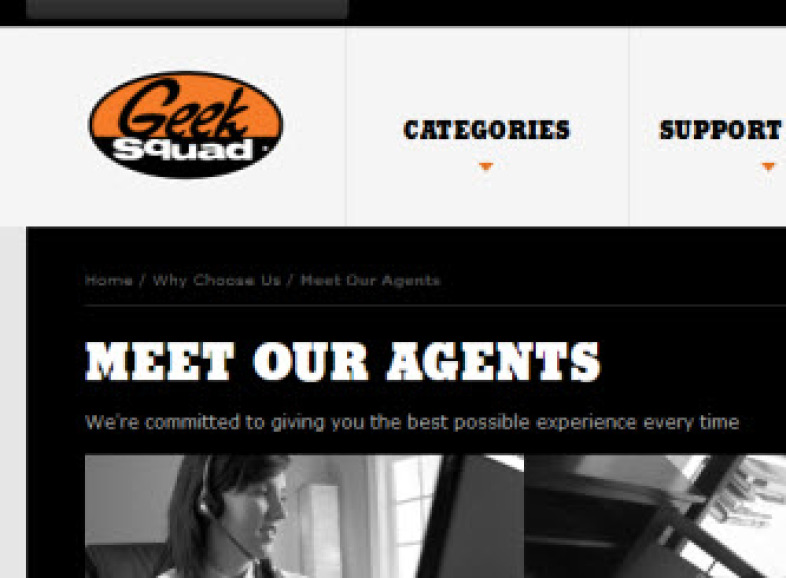 Geek
Squad
CATEGORIES
SUPPORT
Home / Why Choose Us / Meet Our Agents
MEET OUR AGENTS
We're committed to giving you the best possible experience every time